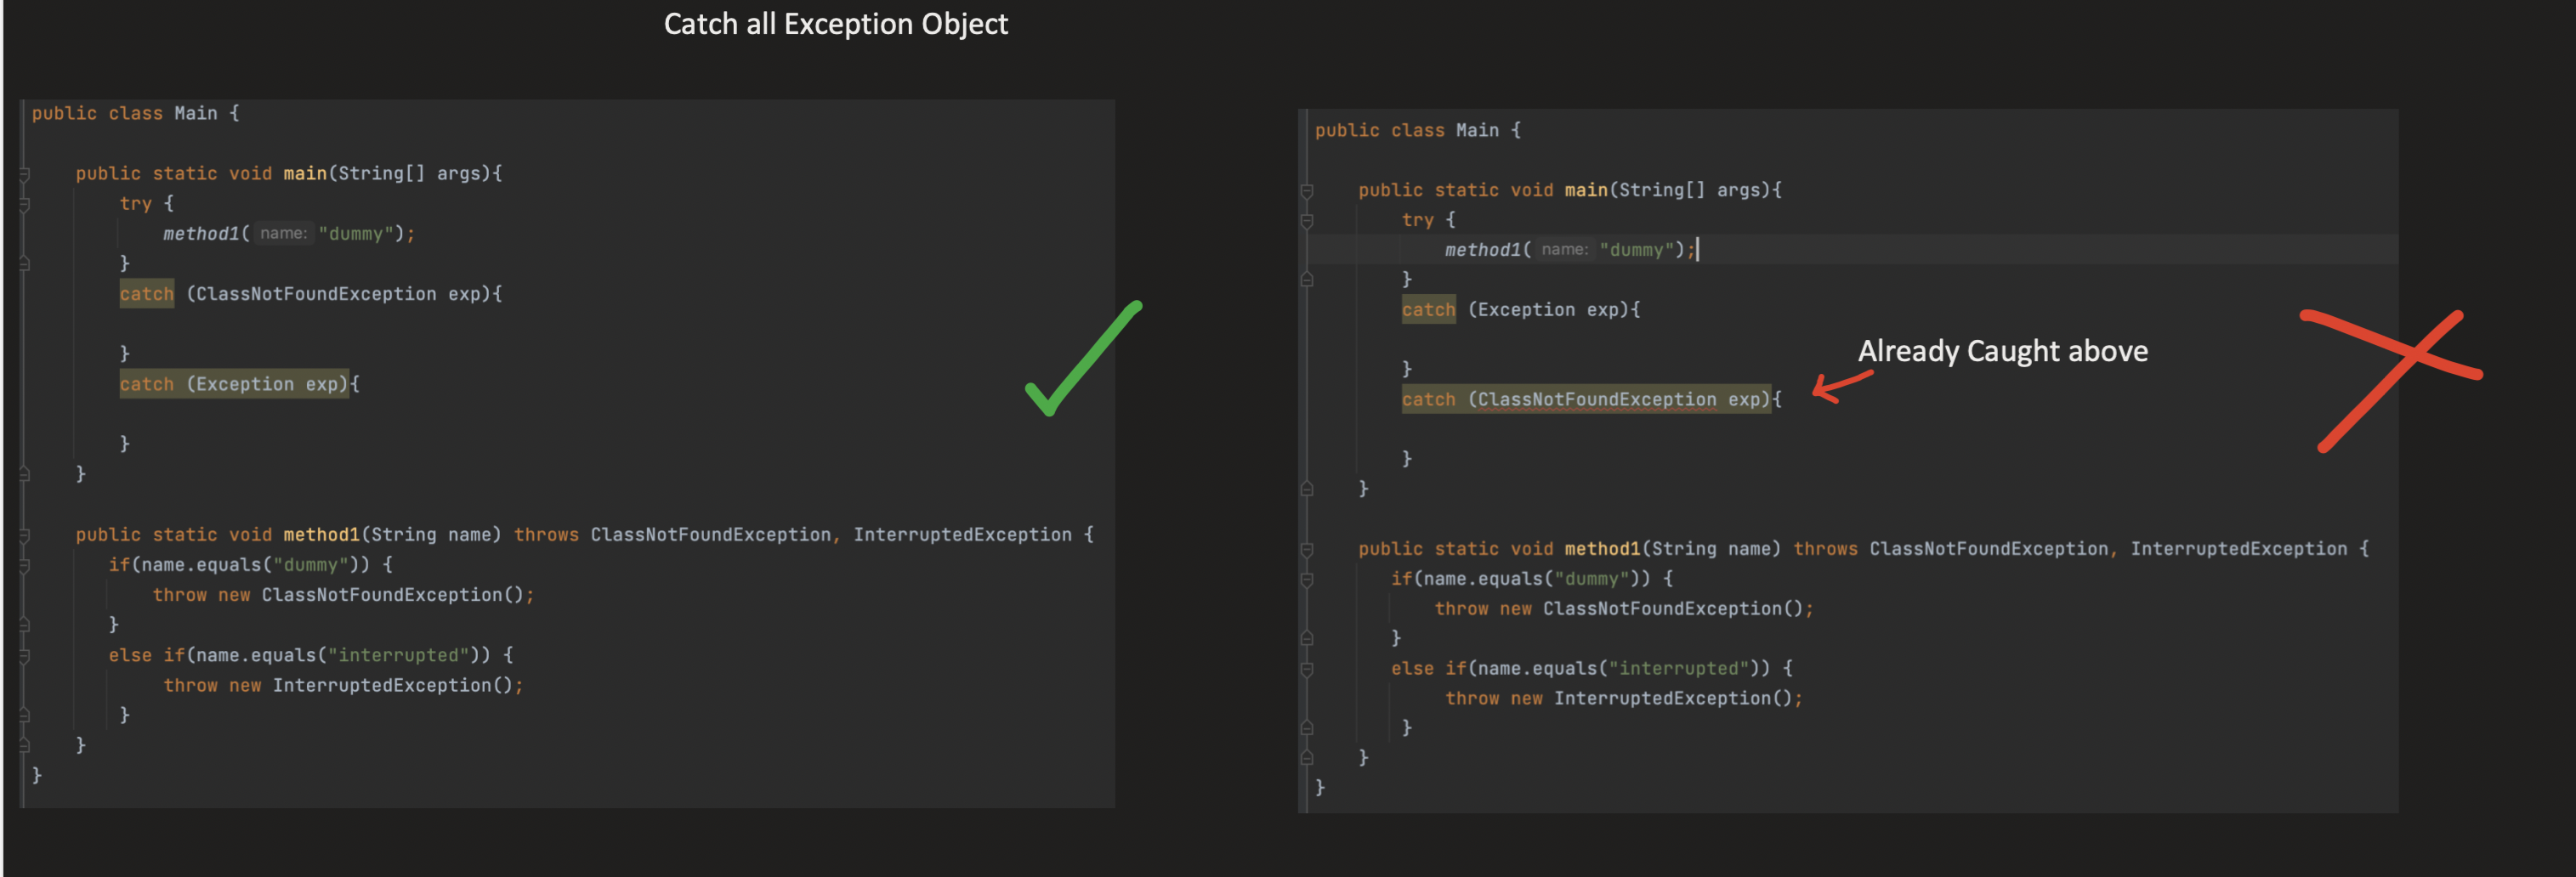 Catch all Exception Object
public class Main {
public static void main(String[] args){
try {
method1( name: "dummy");
}
catch (ClassNotFoundException exp){
}
catch (Exception exp){
}
}
public static void method1(String name) throws ClassNotFoundException, InterruptedException {
if(name.equals("dummy")) {
throw new ClassNotFoundException();
}
else if(name.equals("interrupted")) {
throw new InterruptedException();
}
}
}
public class Main {
public static void main(String[] args){
try {
method1( name: "dummy");
}
catch (Exception exp){
}
Already Caught above
catch (ClassNotFoundException exp){
}
}
public static void method1(String name) throws ClassNotFoundException, InterruptedException {
if(name.equals("dummy")) {
throw new ClassNotFoundException();
}
else if(name.equals("interrupted")) {
throw new InterruptedException();
}
}
}